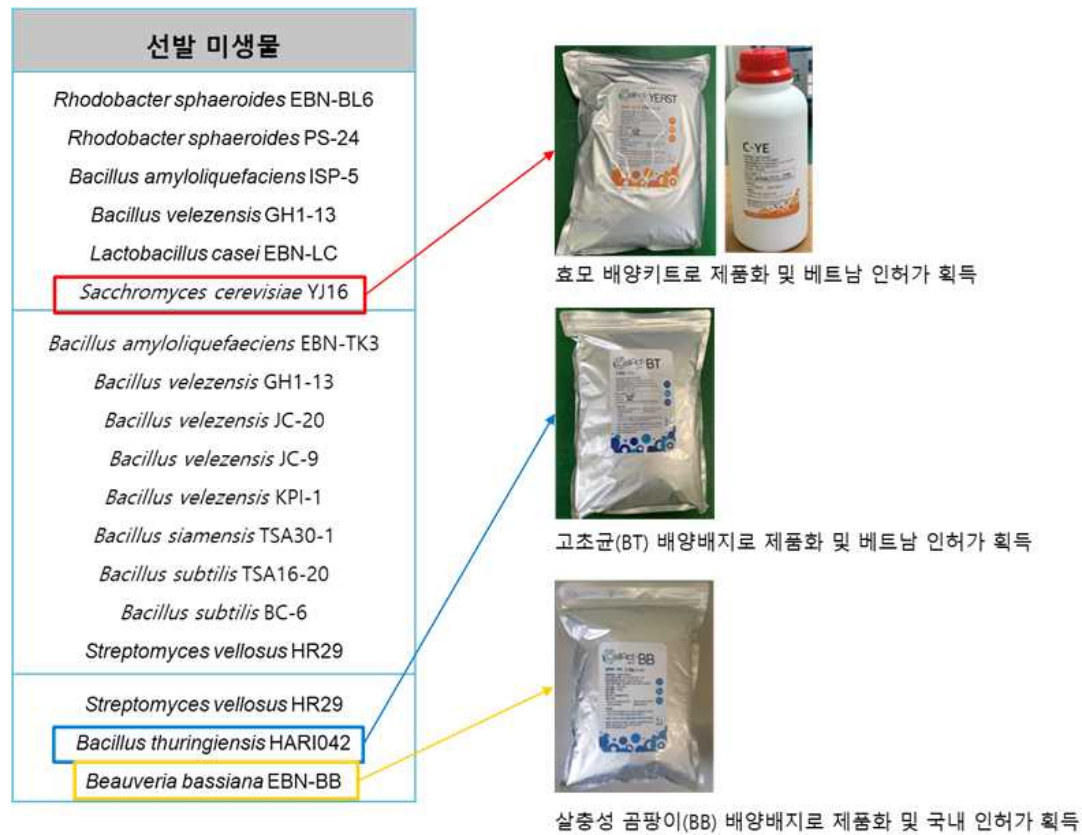 선발 미생물
Rhodobacter sphaeroides EBN-BL6
Rhodobacter sphaeroides PS-24
Bacillus amyloliquefaciens ISP-5
Bacillus velezensis GH1-13
Lactobacillus casei EBN-LC
Sacchromyces cerevisiae YJ16
Bacillus amyloliquefaeciens EBN-TK3
Bacillus velezensis GH1-13
Bacillus velezensis JC-20
Bacillus velezensis JC-9
Bacillus velezensis KPI-1
Bacillus siamensis TSA30-1
Bacillus subtilis TSA16-20
Bacillus subtilis BC-6
Streptomyces vellosus HR29
Streptomyces vellosus HR29
Bacillus thuringiensis HARI042
Beauveria bassiana EBN-BB
YEAST
C-YE
효모 배양키트로 제품화 및 베트남 인허가 획득
BT
고초균(BT) 배양배지로 제품화 및 베트남 인허가 획득
BB
살충성 곰팡이(BB) 배양배지로 제품화 및 국내 인허가 획득